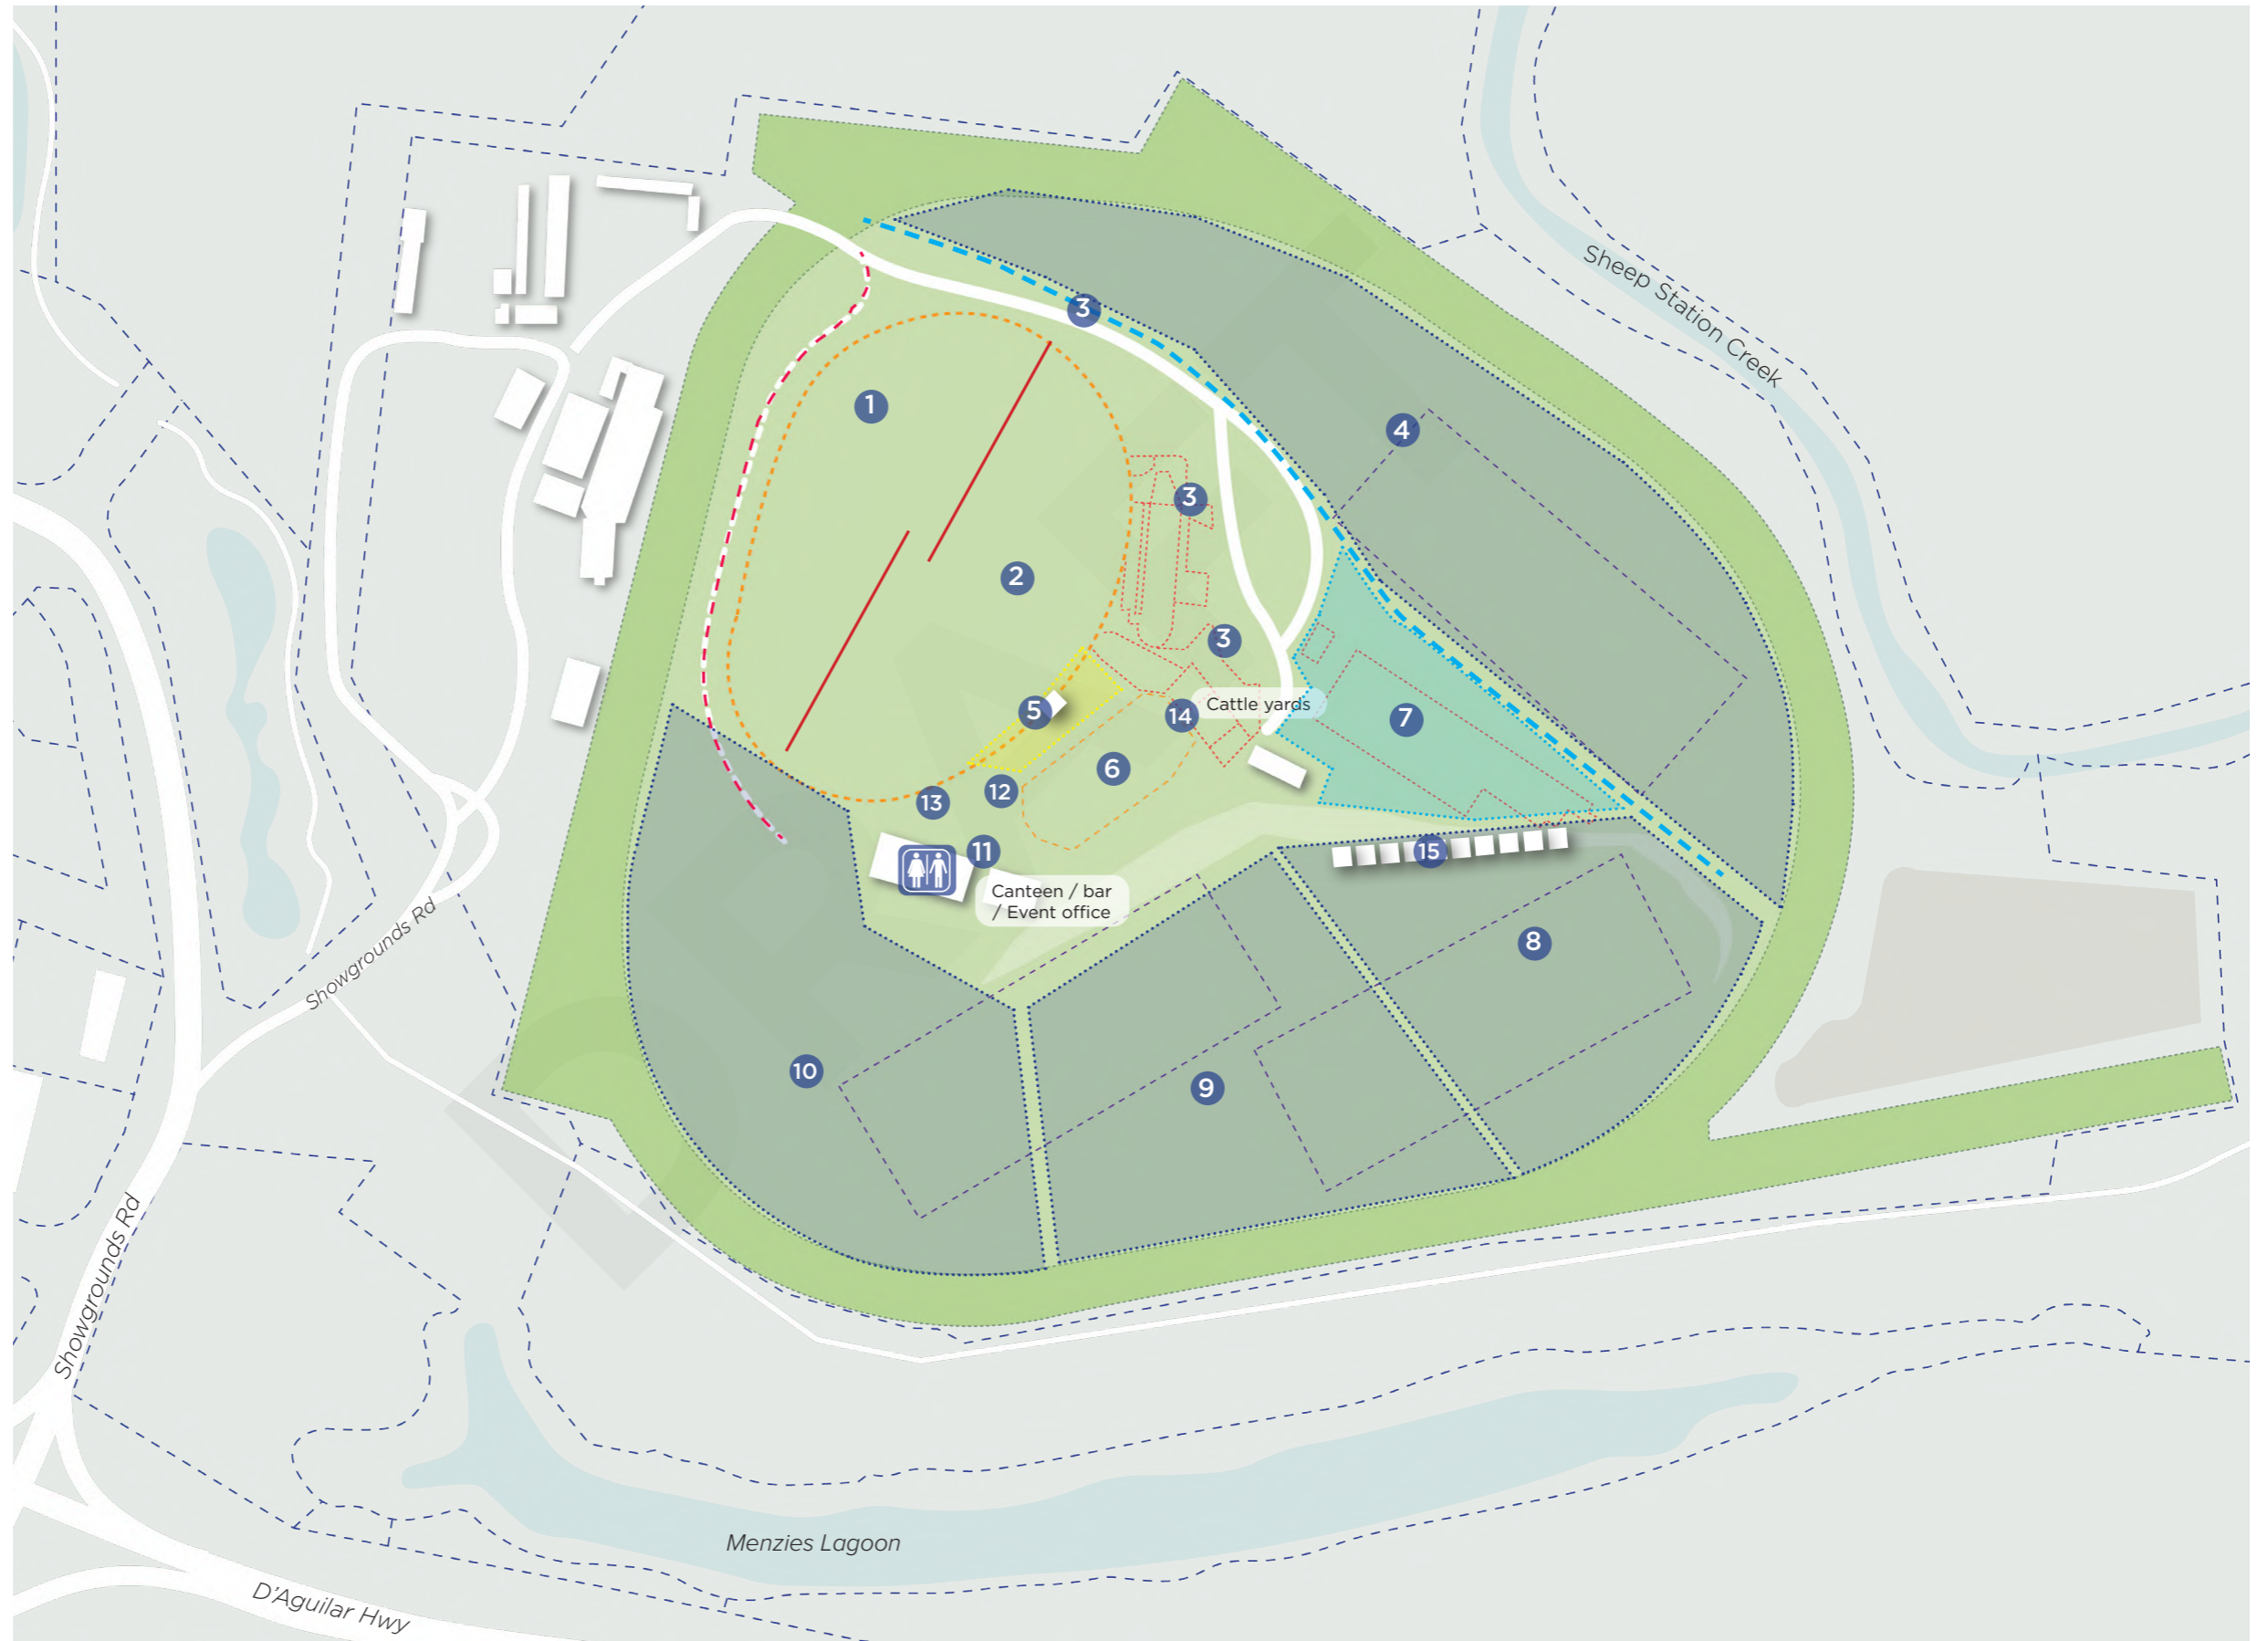 Sheep Station Creek
3
1
4
3
2
3
Cattle yards
5
14
7
6
12
13
11
15
Canteen / bar
/ Event office
8
Showgrounds Rd
10
9
Showgrounds Rd
Menzies Lagoon
D'Aguilar Hwy